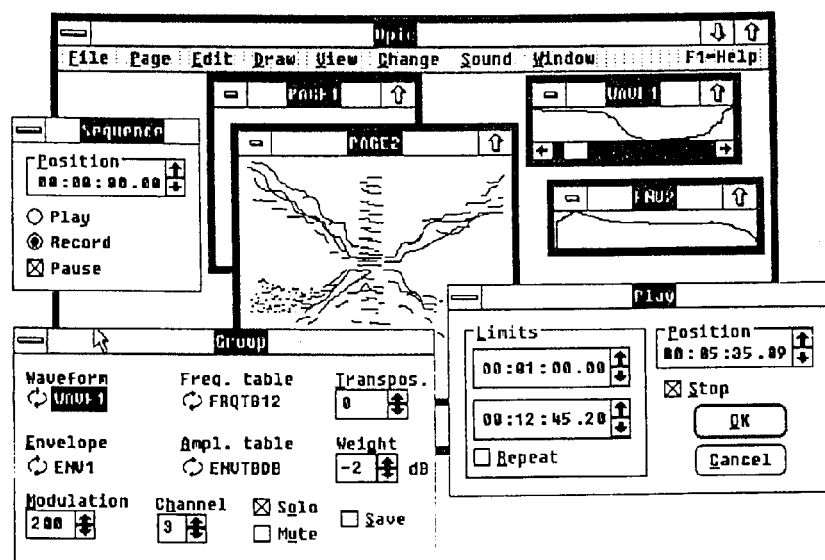 Upic
File Page Edit Draw View Change Sound Window F1=Help
PAGE1
WAVE1
Sequence
PAGE2
Position
00:00:00.00
ENV2
Play
Record
Pause
Play
Limits
Position
00:01:00.00
00:05:35.09
Stop
00:12:45.20
OK
Repeat
Cancel
Group
Waveform Freq. table Transpos.
WAVE1 FRQTB12 0
Envelope Ampl. table Weight
ENV1 ENVTBDB -2 dB
Modulation Channel Solo
200 3 Mute Save